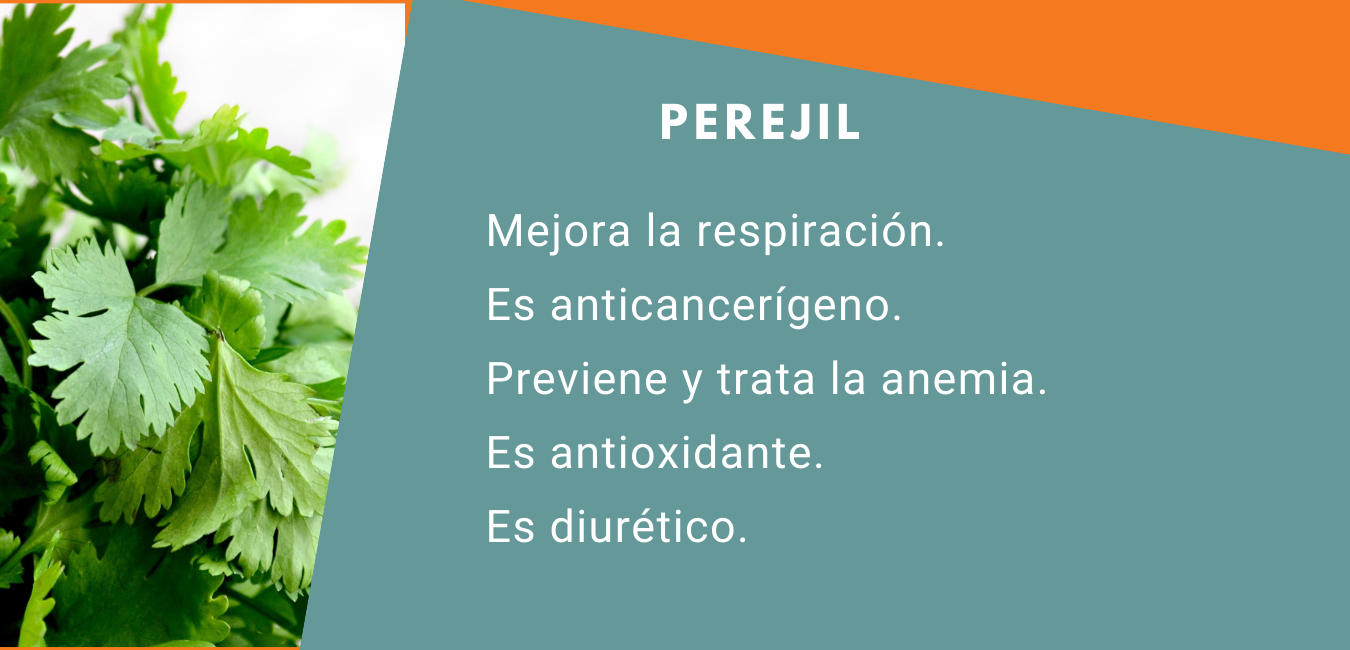 PEREJIL
Mejora la respiración.
Es anticancerígeno.
Previene y trata la anemia.
Es antioxidante.
Es diurético.